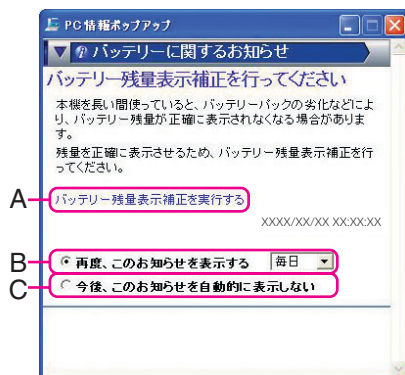 PC情報ポップアップ
バッテリーに関するお知らせ
バッテリー残量表示補正を行ってください
本機を長い間使っていると、バッテリーパックの劣化などによ
り、バッテリー残量が正確に表示されなくなる場合がありま
す。
残量を正確に表示させるため、バッテリー残量表示補正を行
ってください。
A バッテリー残量表示補正を実行する
XXXX/XX/XX XX:XX:XX
B 再度、このお知らせを表示する 毎日
C 今後、このお知らせを自動的に表示しない